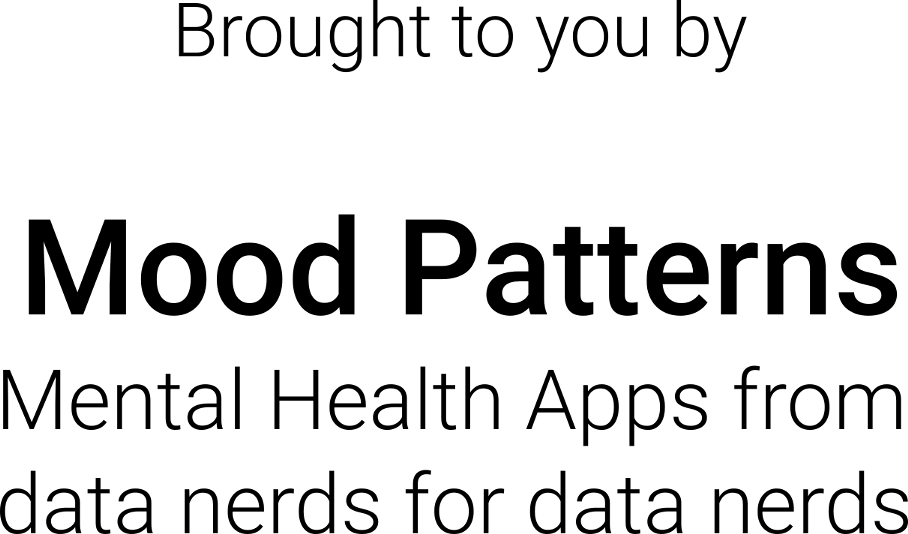 Brought to you by
Mood Patterns
Mental Health Apps from
data nerds for data nerds